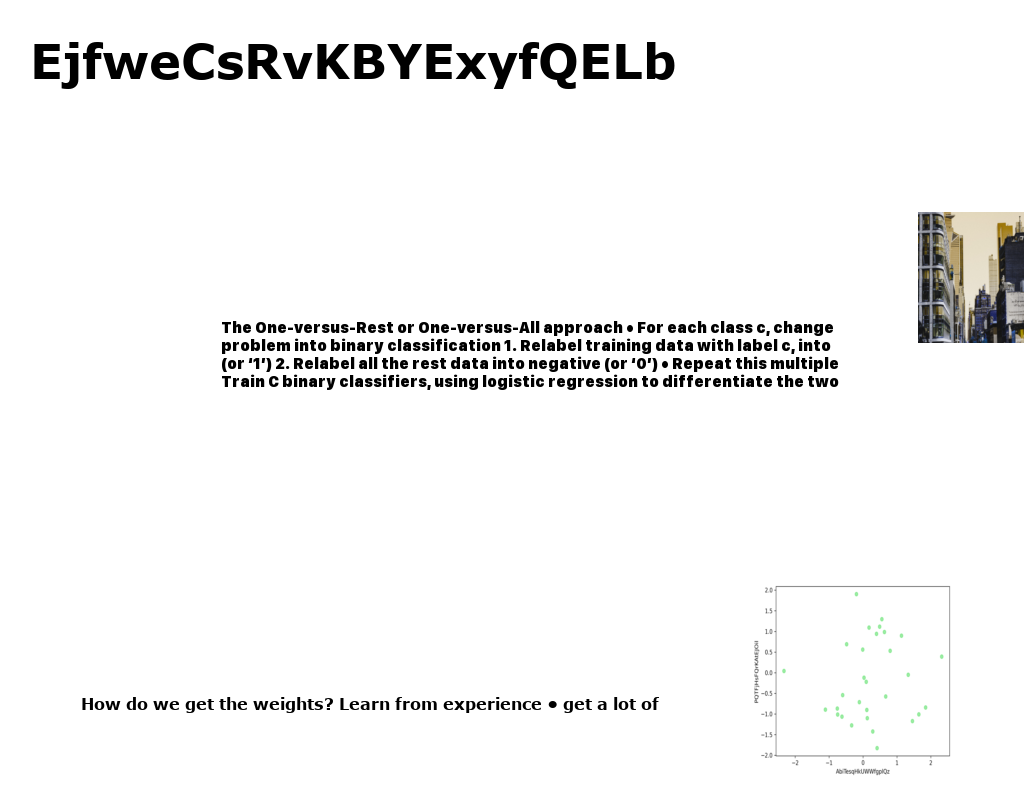 EjfweCsRvKBYExyfQELb
The One-versus-Rest or One-versus-All approach • For each class c, change
problem into binary classification 1. Relabel training data with label c, into
(or ‘1’) 2. Relabel all the rest data into negative (or ‘0’) • Repeat this multiple
Train C binary classifiers, using logistic regression to differentiate the two
2.0
1.5
1.0
0.5
0.0
−0.5
−1.0
−1.5
−2.0
−2 −1 0 1 2
How do we get the weights? Learn from experience • get a lot of